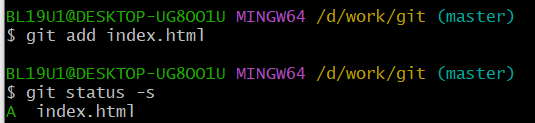 BL19U1@DESKTOP-UG8OO1U MINGW64 /d/work/git (master)
$ git add index.html
BL19U1@DESKTOP-UG8OO1U MINGW64 /d/work/git (master)
$ git status -s
A  index.html